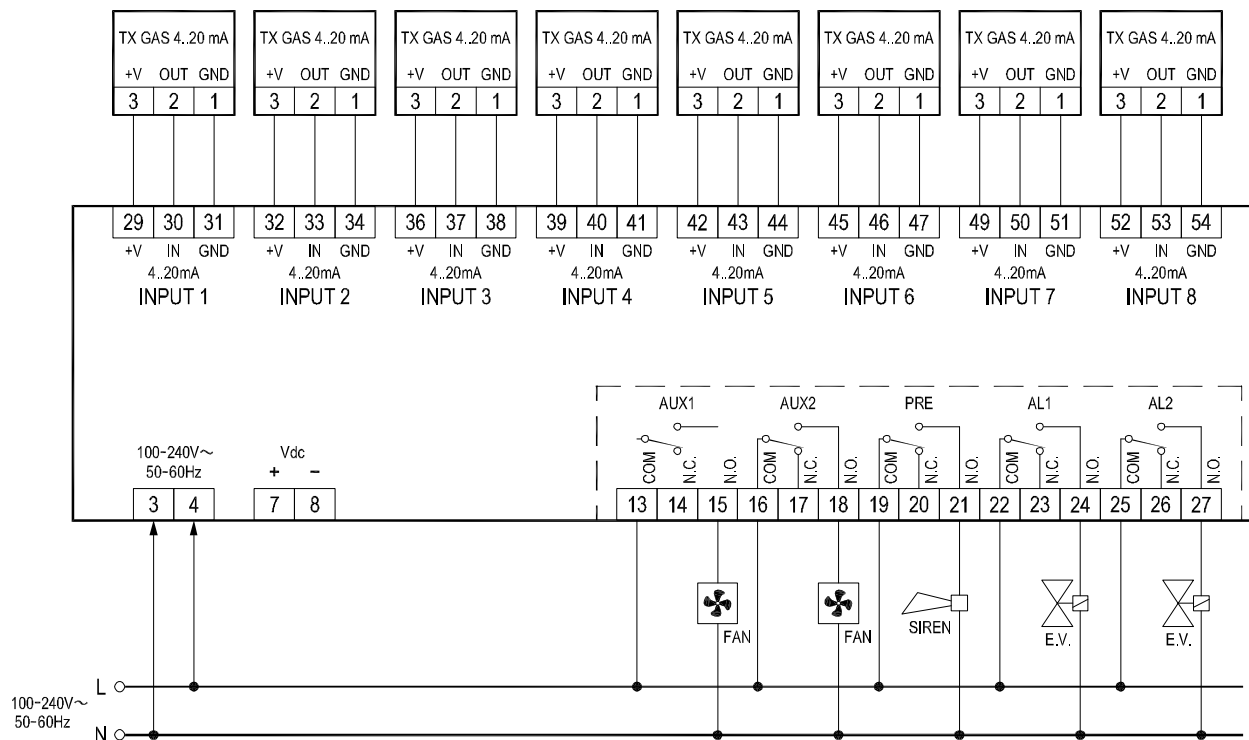 TX GAS 4..20 mA TX GAS 4..20 mA TX GAS 4..20 mA TX GAS 4..20 mA TX GAS 4..20 mA TX GAS 4..20 mA TX GAS 4..20 mA TX GAS 4..20 mA
+V OUT GND +V OUT GND +V OUT GND +V OUT GND +V OUT GND +V OUT GND +V OUT GND +V OUT GND
3 2 1 3 2 1 3 2 1 3 2 1 3 2 1 3 2 1 3 2 1 3 2 1
29 30 31 32 33 34 36 37 38 39 40 41 42 43 44 45 46 47 49 50 51 52 53 54
+V IN GND +V IN GND +V IN GND +V IN GND +V IN GND +V IN GND +V IN GND +V IN GND
4..20mA 4..20mA 4..20mA 4..20mA 4..20mA 4..20mA 4..20mA 4..20mA
INPUT 1 INPUT 2 INPUT 3 INPUT 4 INPUT 5 INPUT 6 INPUT 7 INPUT 8
AUX1 AUX2 PRE AL1 AL2
100-240V~ Vdc
50-60Hz + −
COM N.C. N.O. COM N.C. N.O. COM N.C. N.O. COM N.C. N.O. COM N.C. N.O.
3 4 7 8 13 14 15 16 17 18 19 20 21 22 23 24 25 26 27
FAN FAN SIREN E.V. E.V.
L
100-240V~
50-60Hz
N